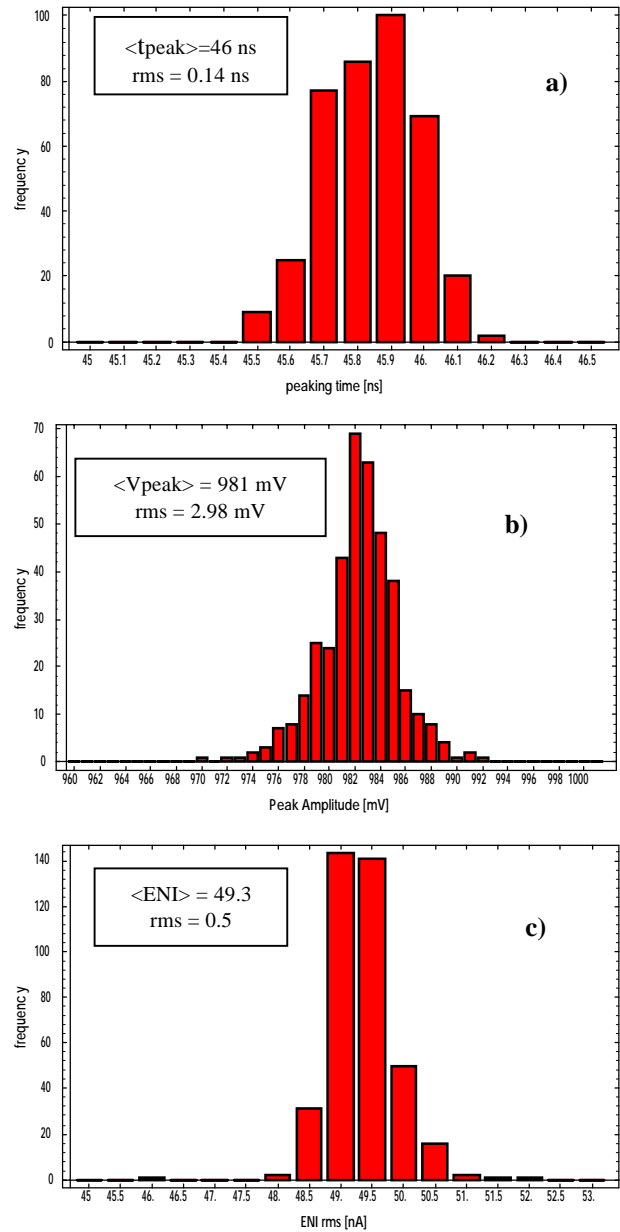 100
80
60
40
20
0
frequenc y
<tpeak>=46 ns
rms = 0.14 ns
a)
45 45.1 45.2 45.3 45.4 45.5 45.6 45.7 45.8 45.9 46. 46.1 46.2 46.3 46.4 46.5
peaking time [ns]
70
60
50
40
30
20
10
0
frequenc y
<Vpeak> = 981 mV
rms = 2.98 mV
b)
960 962 964 966 968 970 972 974 976 978 980 982 984 986 988 990 992 994 996 998 1000
Peak Amplitude [mV]
140
120
100
80
60
40
20
0
frequenc y
<ENI> = 49.3
rms = 0.5
c)
45 45.5 46. 46.5 47. 47.5 48. 48.5 49. 49.5 50. 50.5 51. 51.5 52. 52.5 53.
ENI rms [nA]